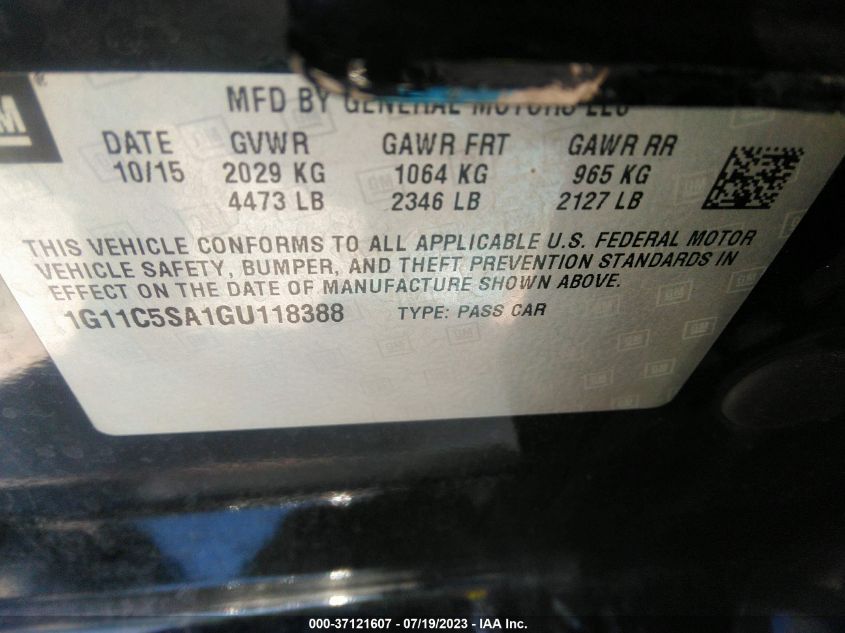 GM
®
MFD BY GENERAL MOTORS LLC
DATE GVWR GAWR FRT GAWR RR
10/15 2029 KG 1064 KG 965 KG
4473 LB 2346 LB 2127 LB
THIS VEHICLE CONFORMS TO ALL APPLICABLE U.S. FEDERAL MOTOR
VEHICLE SAFETY, BUMPER, AND THEFT PREVENTION STANDARDS IN
EFFECT ON THE DATE OF MANUFACTURE SHOWN ABOVE.
1G11C5SA1GU118388 TYPE: PASS CAR
000-37121607 - 07/19/2023 - IAA Inc.